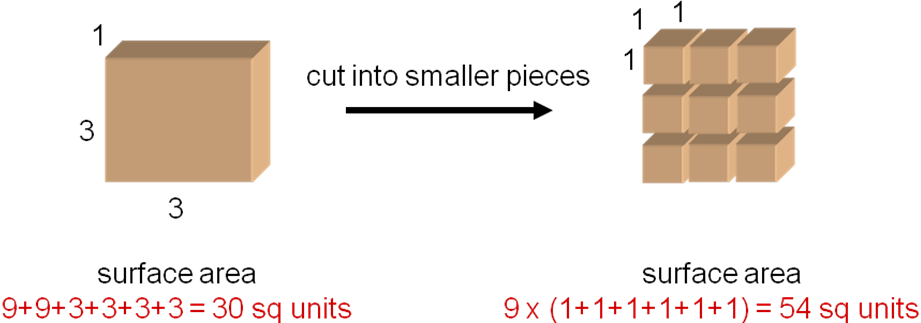 1
3
3
surface area
9+9+3+3+3+3 = 30 sq units
cut into smaller pieces
1 1
1
surface area
9 x (1+1+1+1+1+1) = 54 sq units